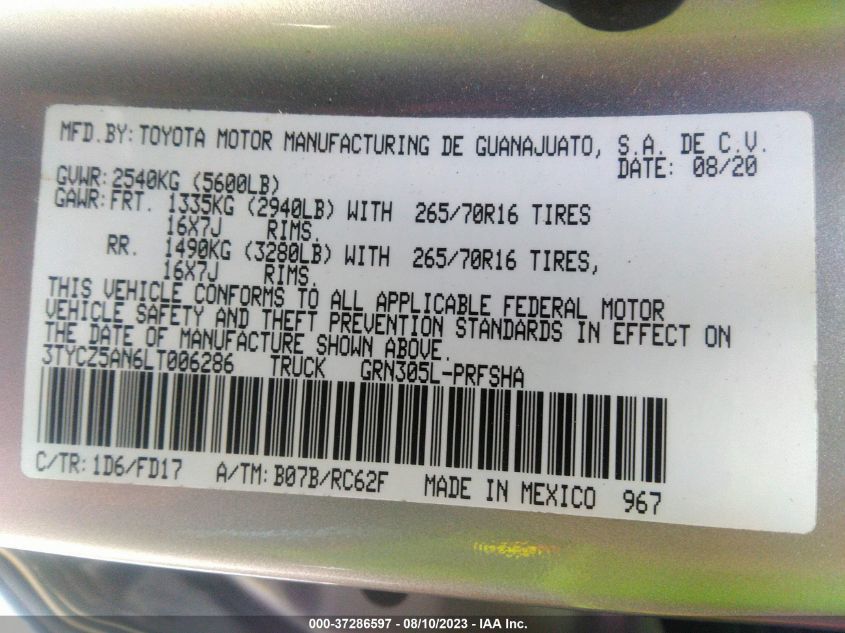 MFD.BY:TOYOTA MOTOR MANUFACTURING DE GUANAJUATO, S.A. DE C.V.
DATE: 08/20
GVWR:2540KG (5600LB)
GAWR:FRT. 1335KG (2940LB) WITH 265/70R16 TIRES
16X7J RIMS.
RR. 1490KG (3280LB) WITH 265/70R16 TIRES,
16X7J RIMS.
THIS VEHICLE CONFORMS TO ALL APPLICABLE FEDERAL MOTOR
VEHICLE SAFETY AND THEFT PREVENTION STANDARDS IN EFFECT ON
THE DATE OF MANUFACTURE SHOWN ABOVE.
3TYCZ5AN6LT006286 TRUCK GRN305L-PRFSHA
C/TR:1D6/FD17 A/TM:B07B/RC62F MADE IN MEXICO 967
000-37286597 - 08/10/2023 - IAA Inc.